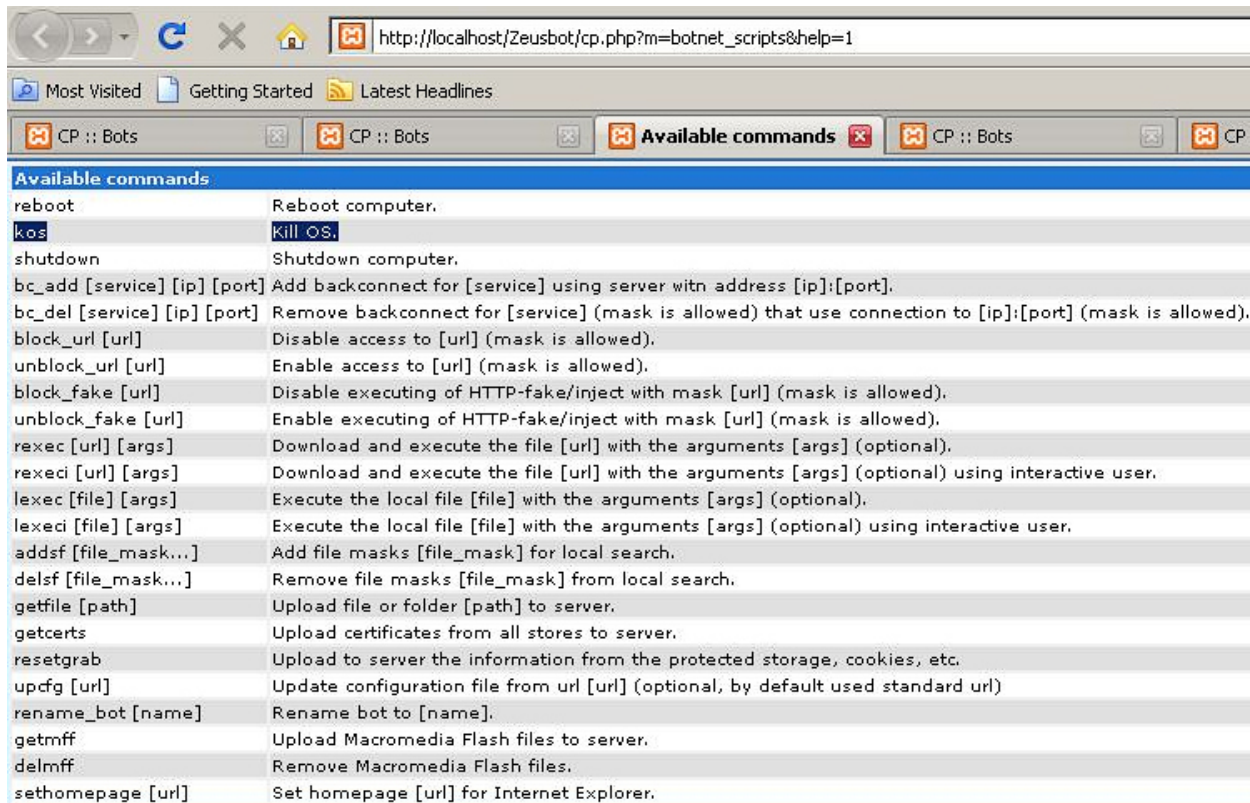 http://localhost/Zeusbot/cp.php?m=botnet_scripts&help=1
Most Visited Getting Started Latest Headlines
CP :: Bots CP :: Bots Available commands CP :: Bots CP
Available commands
reboot Reboot computer.
kos Kill OS.
shutdown Shutdown computer.
bc_add [service] [ip] [port] Add backconnect for [service] using server witn address [ip]:[port].
bc_del [service] [ip] [port] Remove backconnect for [service] (mask is allowed) that use connection to [ip]:[port] (mask is allowed).
block_url [url] Disable access to [url] (mask is allowed).
unblock_url [url] Enable access to [url] (mask is allowed).
block_fake [url] Disable executing of HTTP-fake/inject with mask [url] (mask is allowed).
unblock_fake [url] Enable executing of HTTP-fake/inject with mask [url] (mask is allowed).
rexec [url] [args] Download and execute the file [url] with the arguments [args] (optional).
rexeci [url] [args] Download and execute the file [url] with the arguments [args] (optional) using interactive user.
lexec [file] [args] Execute the local file [file] with the arguments [args] (optional).
lexeci [file] [args] Execute the local file [file] with the arguments [args] (optional) using interactive user.
addsf [file_mask...] Add file masks [file_mask] for local search.
delsf [file_mask...] Remove file masks [file_mask] from local search.
getfile [path] Upload file or folder [path] to server.
getcerts Upload certificates from all stores to server.
resetgrab Upload to server the information from the protected storage, cookies, etc.
upcfg [url] Update configuration file from url [url] (optional, by default used standard url)
rename_bot [name] Rename bot to [name].
getmff Upload Macromedia Flash files to server.
delmff Remove Macromedia Flash files.
sethomepage [url] Set homepage [url] for Internet Explorer.